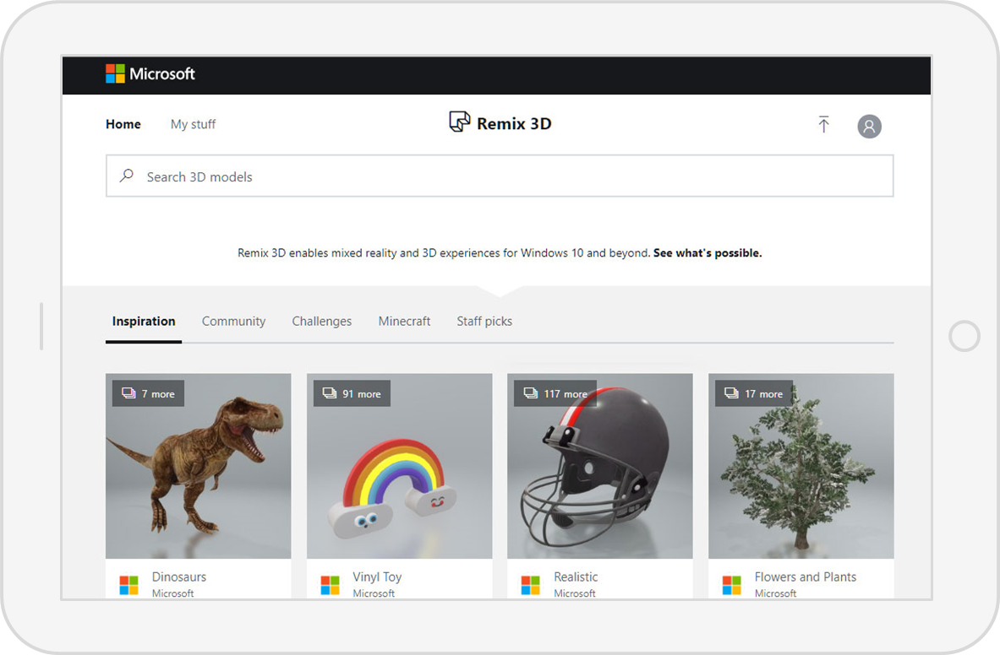 Microsoft
Home My stuff Remix 3D
Search 3D models
Remix 3D enables mixed reality and 3D experiences for Windows 10 and beyond. See what's possible.
Inspiration Community Challenges Minecraft Staff picks
7 more 91 more 117 more 17 more
Dinosaurs Vinyl Toy Realistic Flowers and Plants
Microsoft Microsoft Microsoft Microsoft